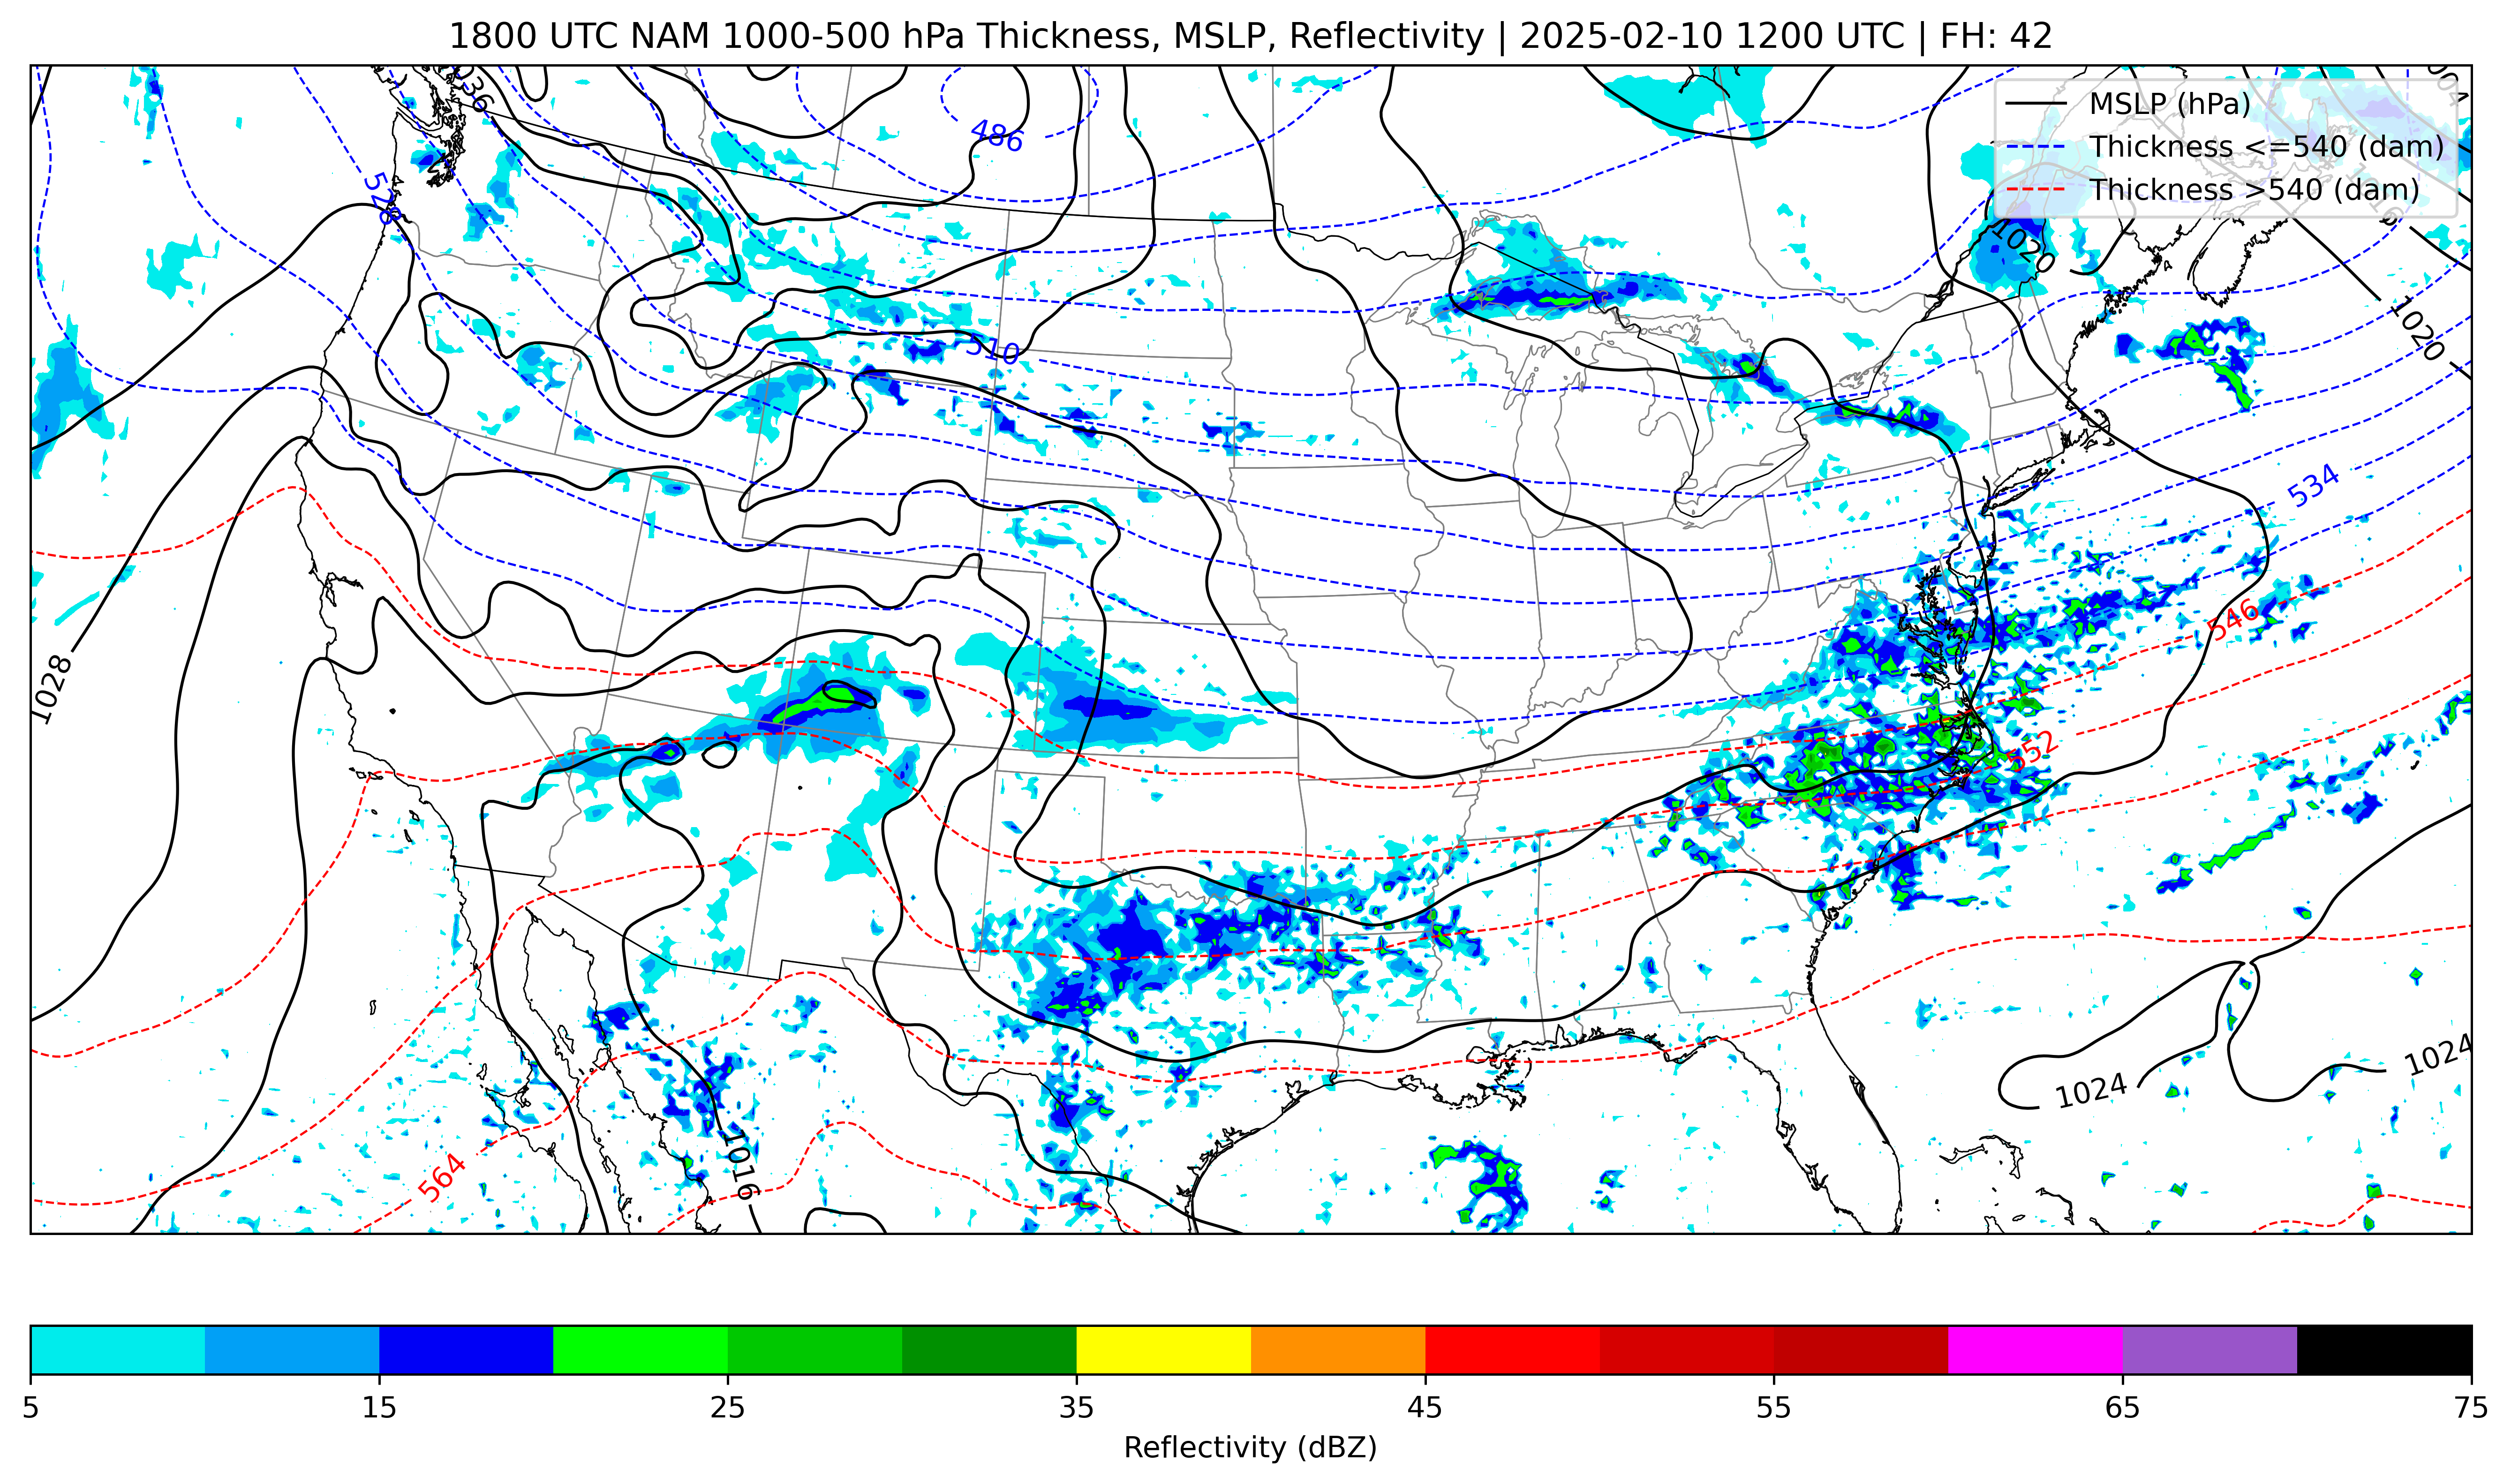 1800 UTC NAM 1000-500 hPa Thickness, MSLP, Reflectivity | 2025-02-10 1200 UTC | FH: 42
MSLP (hPa)
Thickness <=540 (dam)
Thickness >540 (dam)
486
528
1020
1020
510
534
546
1028
552
1024
1024
1016
564
5 15 25 35 45 55 65 75
Reflectivity (dBZ)